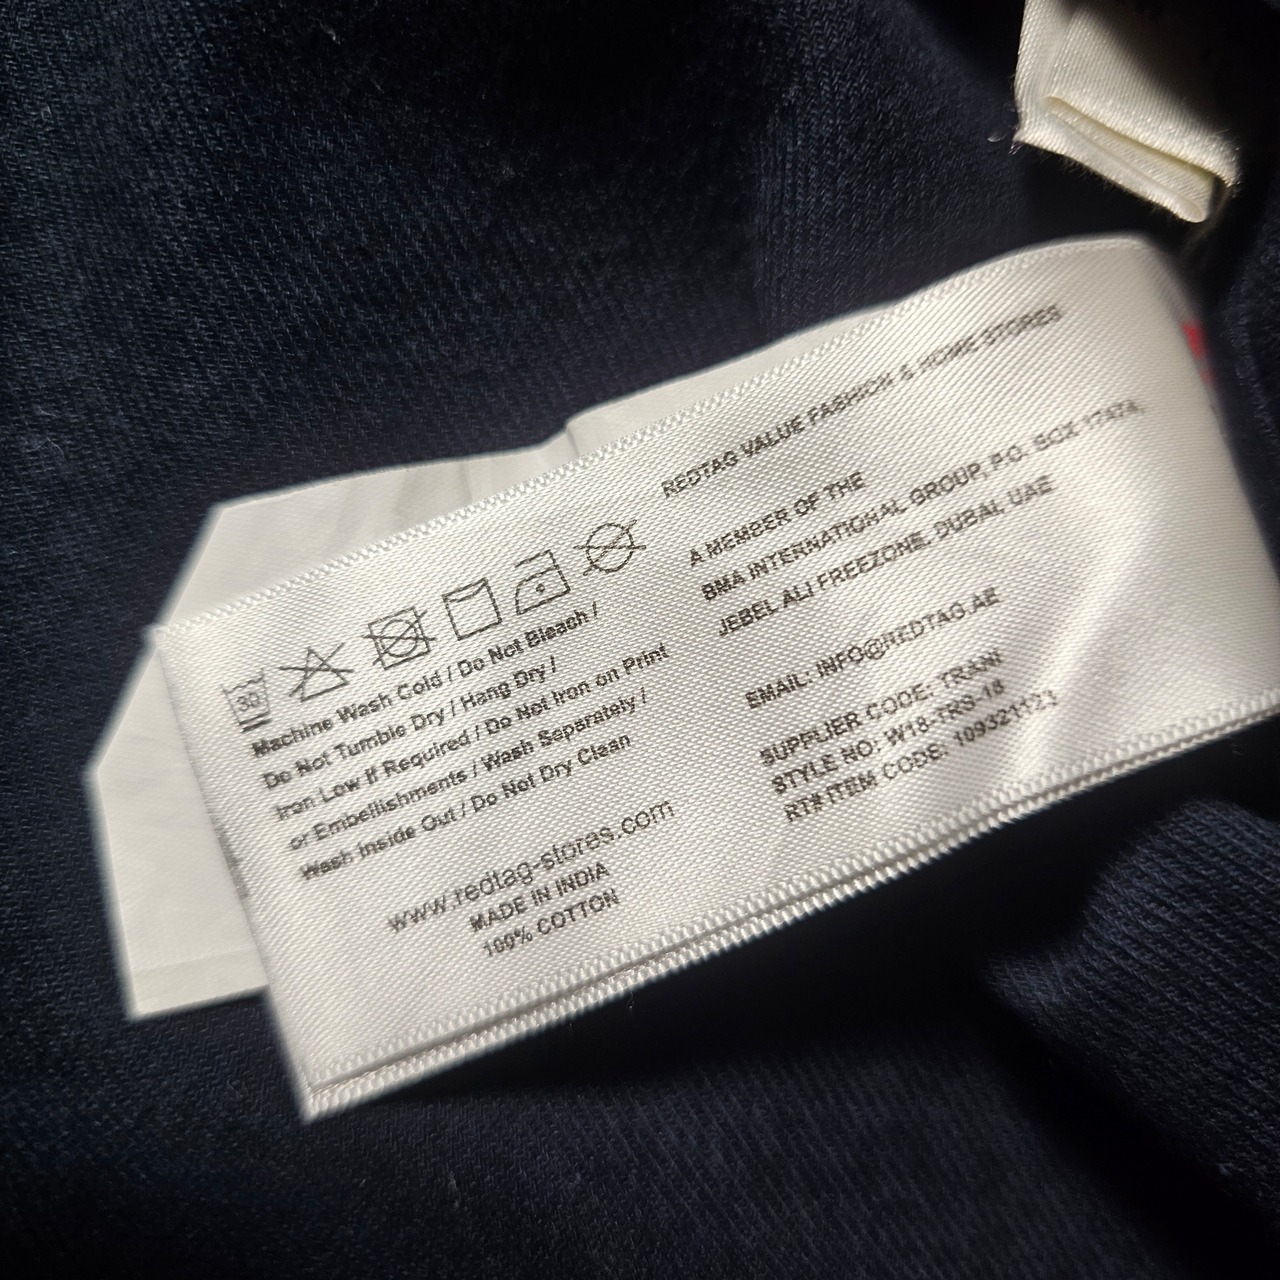 30
Machine Wash Cold / Do Not Bleach /
Do Not Tumble Dry / Hang Dry /
Iron Low If Required / Do Not Iron on Print
or Embellishments / Wash Separately /
Wash Inside Out / Do Not Dry Clean
www.redtag-stores.com
MADE IN INDIA
100% COTTON
REDTAG VALUE FASHION & HOME STORES
A MEMBER OF THE
BMA INTERNATIONAL GROUP, P.O. BOX 17474,
JEBEL ALI FREEZONE, DUBAI, UAE
EMAIL: INFO@REDTAG.AE
SUPPLIER CODE: TRANI
STYLE NO: W18-TRS-18
RT# ITEM CODE: 109321123